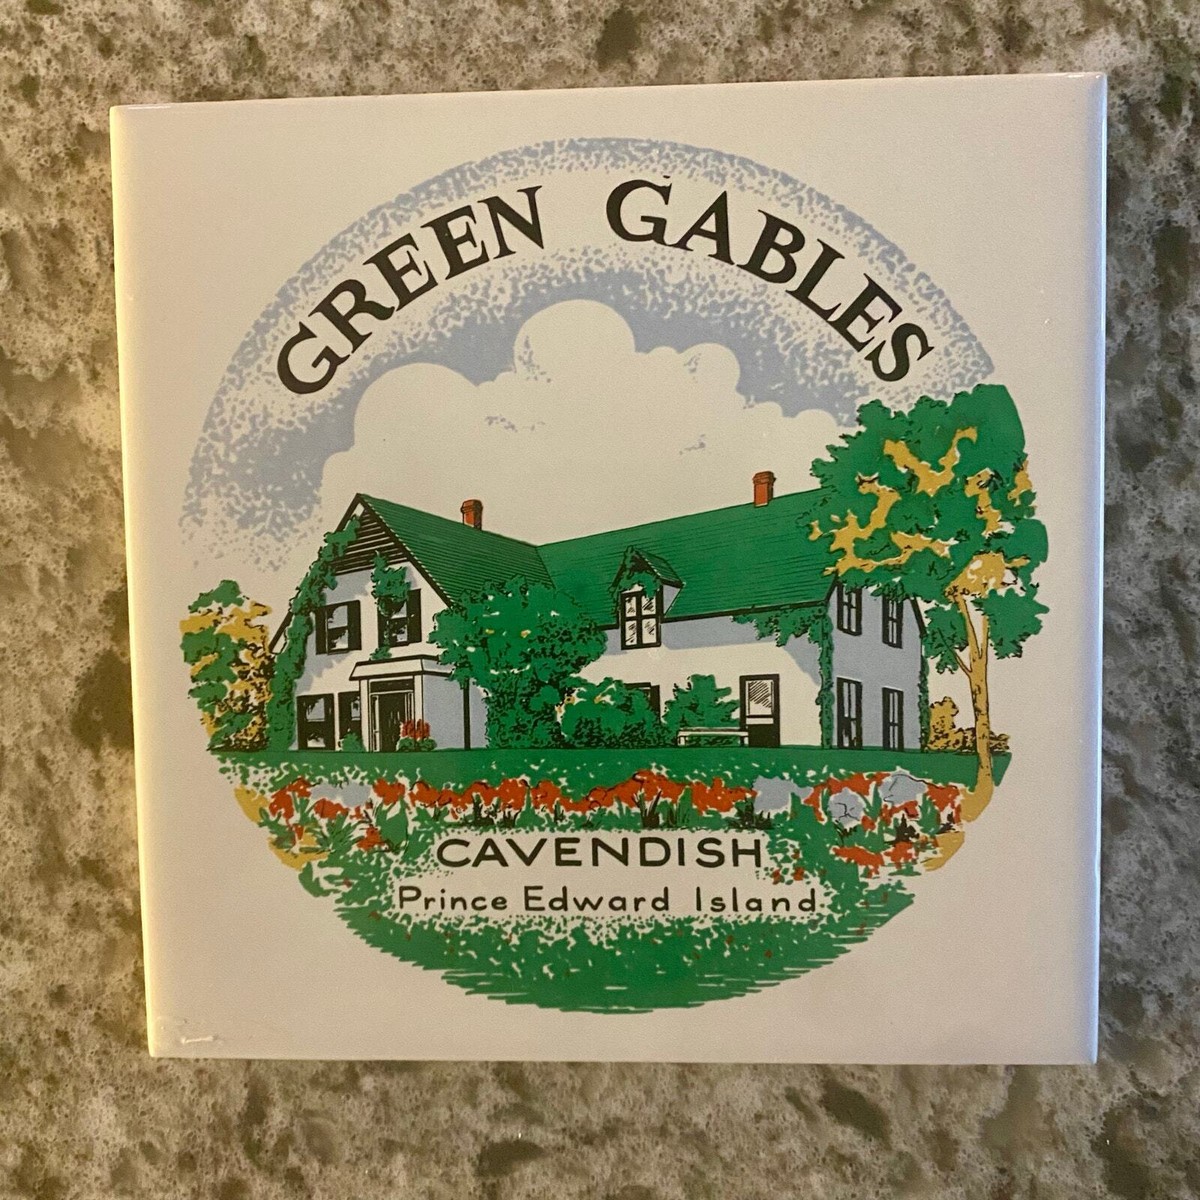 GREEN GABLES
CAVENDISH
Prince Edward Island